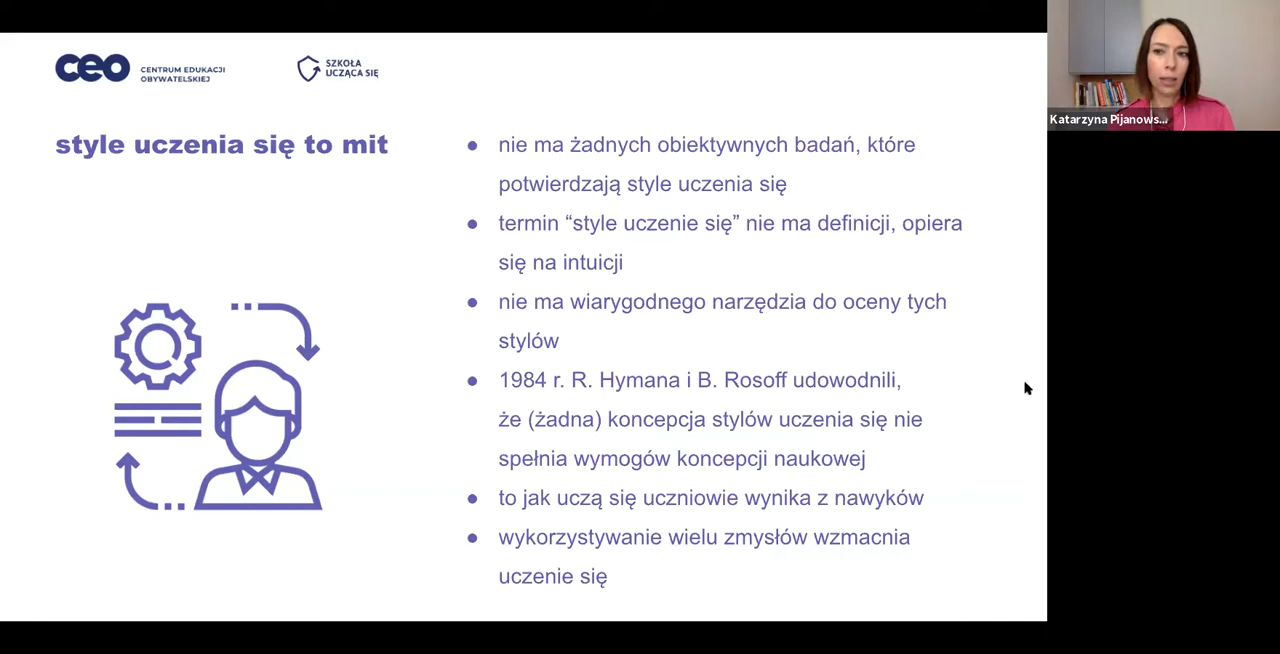 ceo
CENTRUM EDUKACJI
OBYWATELSKIEJ
SZKOŁA
UCZĄCA SIĘ
style uczenia się to mit
● nie ma żadnych obiektywnych badań, które
potwierdzają style uczenia się
● termin “style uczenie się” nie ma definicji, opiera
się na intuicji
● nie ma wiarygodnego narzędzia do oceny tych
stylów
● 1984 r. R. Hymana i B. Rosoff udowodnili,
że (żadna) koncepcja stylów uczenia się nie
spełnia wymogów koncepcji naukowej
● to jak uczą się uczniowie wynika z nawyków
● wykorzystywanie wielu zmysłów wzmacnia
uczenie się
Katarzyna Pijanows...